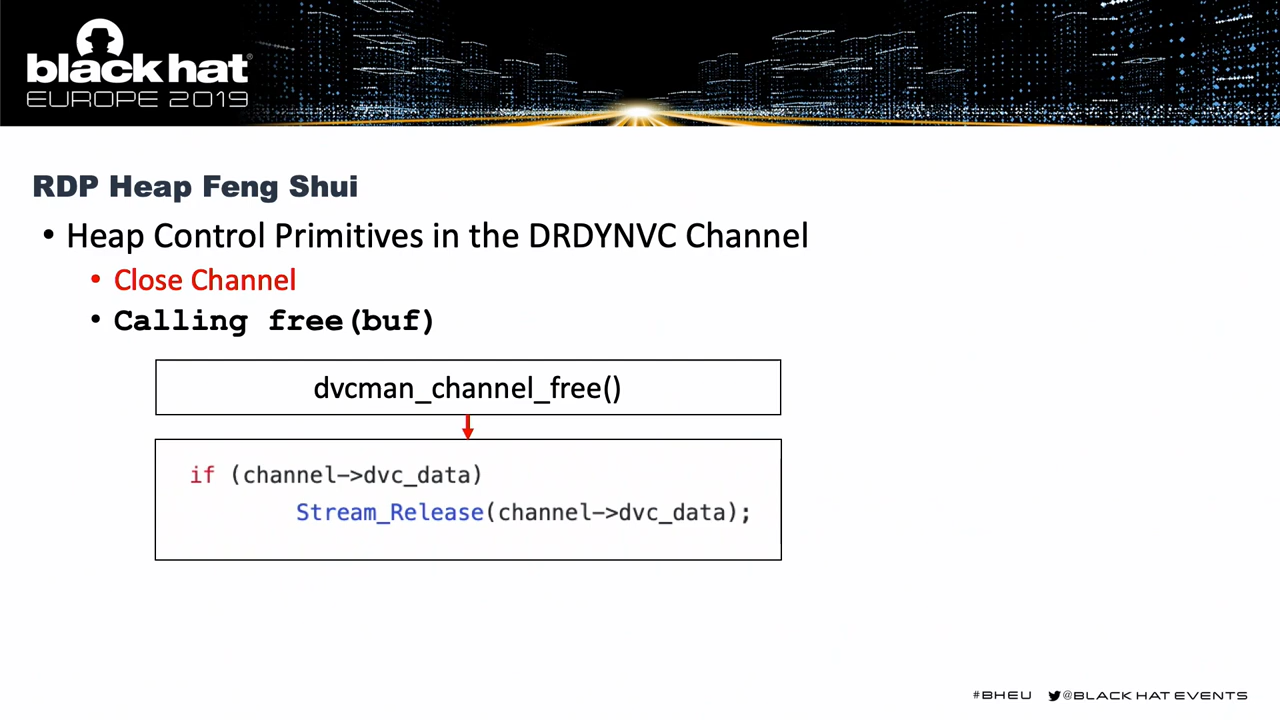 black hat®
EUROPE 2019
RDP Heap Feng Shui
• Heap Control Primitives in the DRDYNVC Channel
• Close Channel
• Calling free(buf)
dvcman_channel_free()
if (channel->dvc_data)
Stream_Release(channel->dvc_data);
#BHEU @BLACK HAT EVENTS